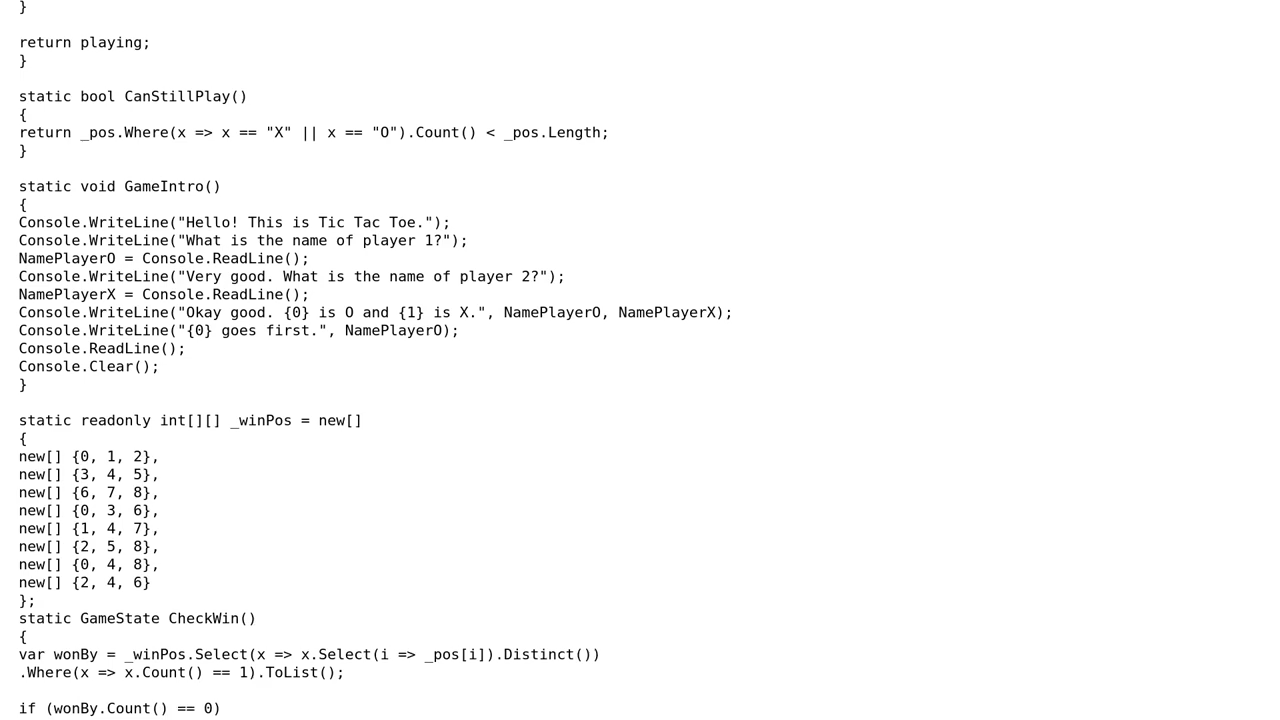 }
return playing;
}
static bool CanStillPlay()
{
return _pos.Where(x => x == "X" || x == "O").Count() < _pos.Length;
}
static void GameIntro()
{
Console.WriteLine("Hello! This is Tic Tac Toe.");
Console.WriteLine("What is the name of player 1?");
NamePlayerO = Console.ReadLine();
Console.WriteLine("Very good. What is the name of player 2?");
NamePlayerX = Console.ReadLine();
Console.WriteLine("Okay good. {0} is O and {1} is X.", NamePlayerO, NamePlayerX);
Console.WriteLine("{0} goes first.", NamePlayerO);
Console.ReadLine();
Console.Clear();
}
static readonly int[][] _winPos = new[]
{
new[] {0, 1, 2},
new[] {3, 4, 5},
new[] {6, 7, 8},
new[] {0, 3, 6},
new[] {1, 4, 7},
new[] {2, 5, 8},
new[] {0, 4, 8},
new[] {2, 4, 6}
};
static GameState CheckWin()
{
var wonBy = _winPos.Select(x => x.Select(i => _pos[i]).Distinct())
.Where(x => x.Count() == 1).ToList();
if (wonBy.Count() == 0)